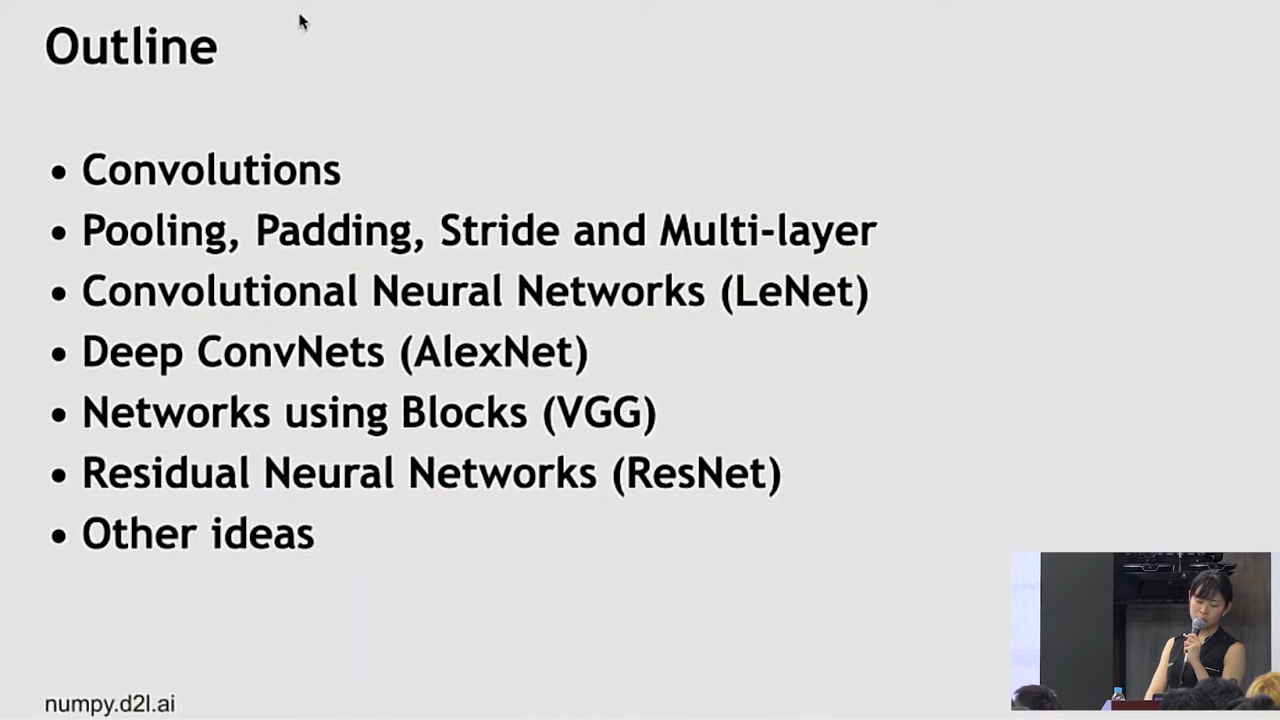 Outline
• Convolutions
• Pooling, Padding, Stride and Multi-layer
• Convolutional Neural Networks (LeNet)
• Deep ConvNets (AlexNet)
• Networks using Blocks (VGG)
• Residual Neural Networks (ResNet)
• Other ideas
numpy.d2l.ai